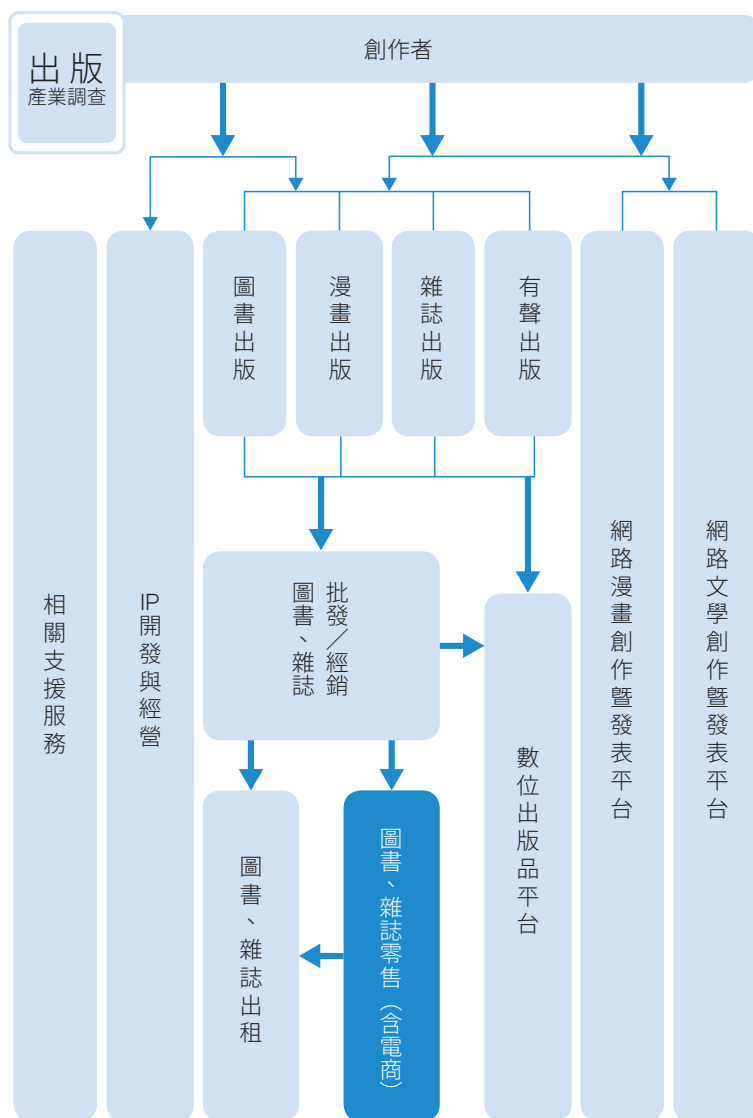 出版
產業調查
創作者
相關支援服務
IP開發與經營
圖書出版
漫畫出版
雜誌出版
有聲出版
網路漫畫創作暨發表平台
網路文學創作暨發表平台
批發／經銷
圖書、雜誌
數位出版品平台
圖書、雜誌出租
圖書、雜誌零售（含電商）